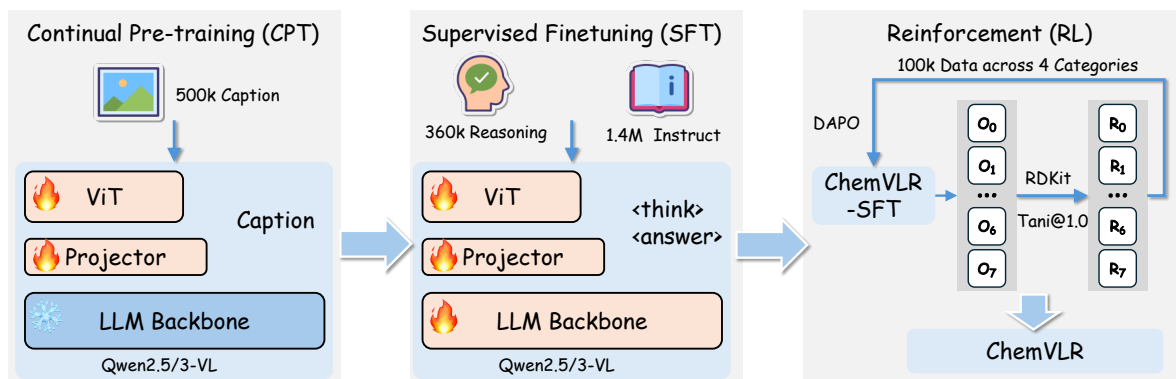 Continual Pre-training (CPT)
500k Caption
ViT
Caption
Projector
LLM Backbone
Qwen2.5/3-VL
Supervised Finetuning (SFT)
i
360k Reasoning
1.4M Instruct
ViT
<think>
<answer>
Projector
LLM Backbone
Qwen2.5/3-VL
Reinforcement (RL)
100k Data across 4 Categories
DAPO
ChemVLR
-SFT
O0
O1
...
O6
O7
RDKit
Tani@1.0
R0
R1
...
R6
R7
ChemVLR